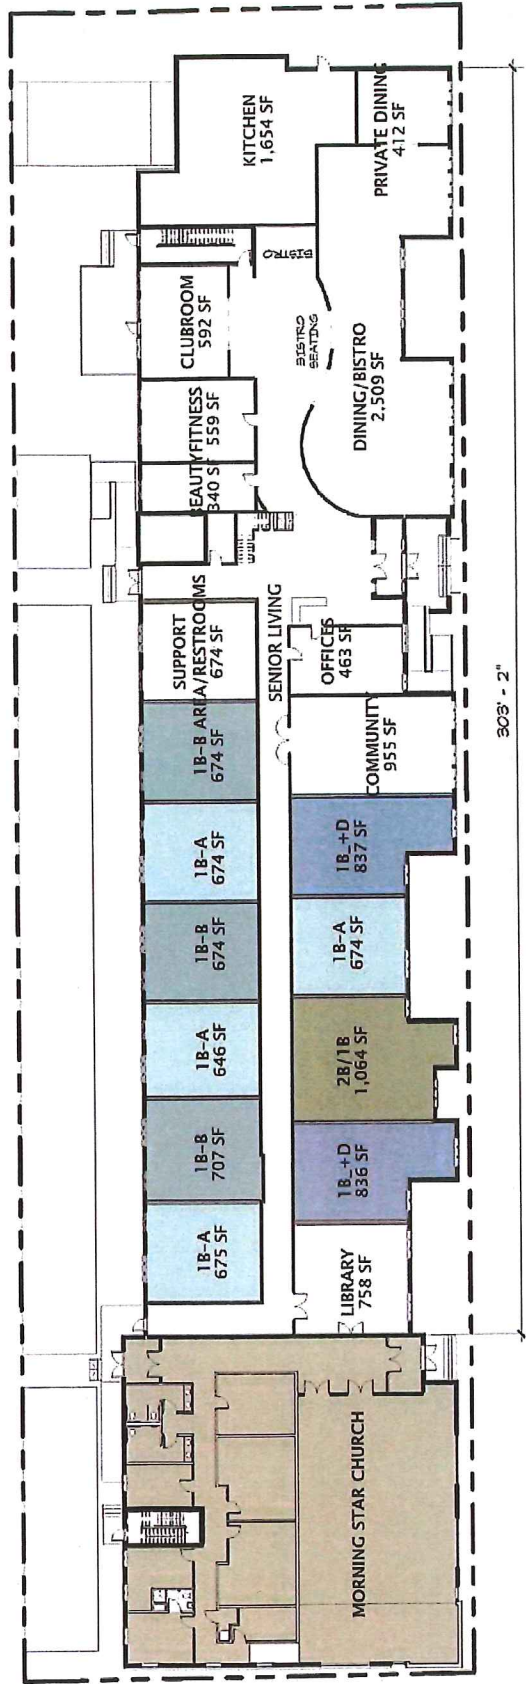 KITCHEN
1,654 SF
PRIVATE DINING
412 SF
BISTRO
CLUBROOM
592 SF
BISTRO
SEATING
DINING/BISTRO
2,509 SF
FITNESS
559 SF
BEAUTY
340 SF
SUPPORT
AREA/RESTROOMS
674 SF
SENIOR LIVING
OFFICES
463 SF
1B-B
674 SF
COMMUNITY
955 SF
1B-A
674 SF
1B_+D
837 SF
1B-B
674 SF
1B-A
674 SF
1B-A
646 SF
2B/1B
1,064 SF
1B-B
707 SF
1B_+D
836 SF
1B-A
675 SF
LIBRARY
758 SF
MORNING STAR CHURCH
303' - 2"